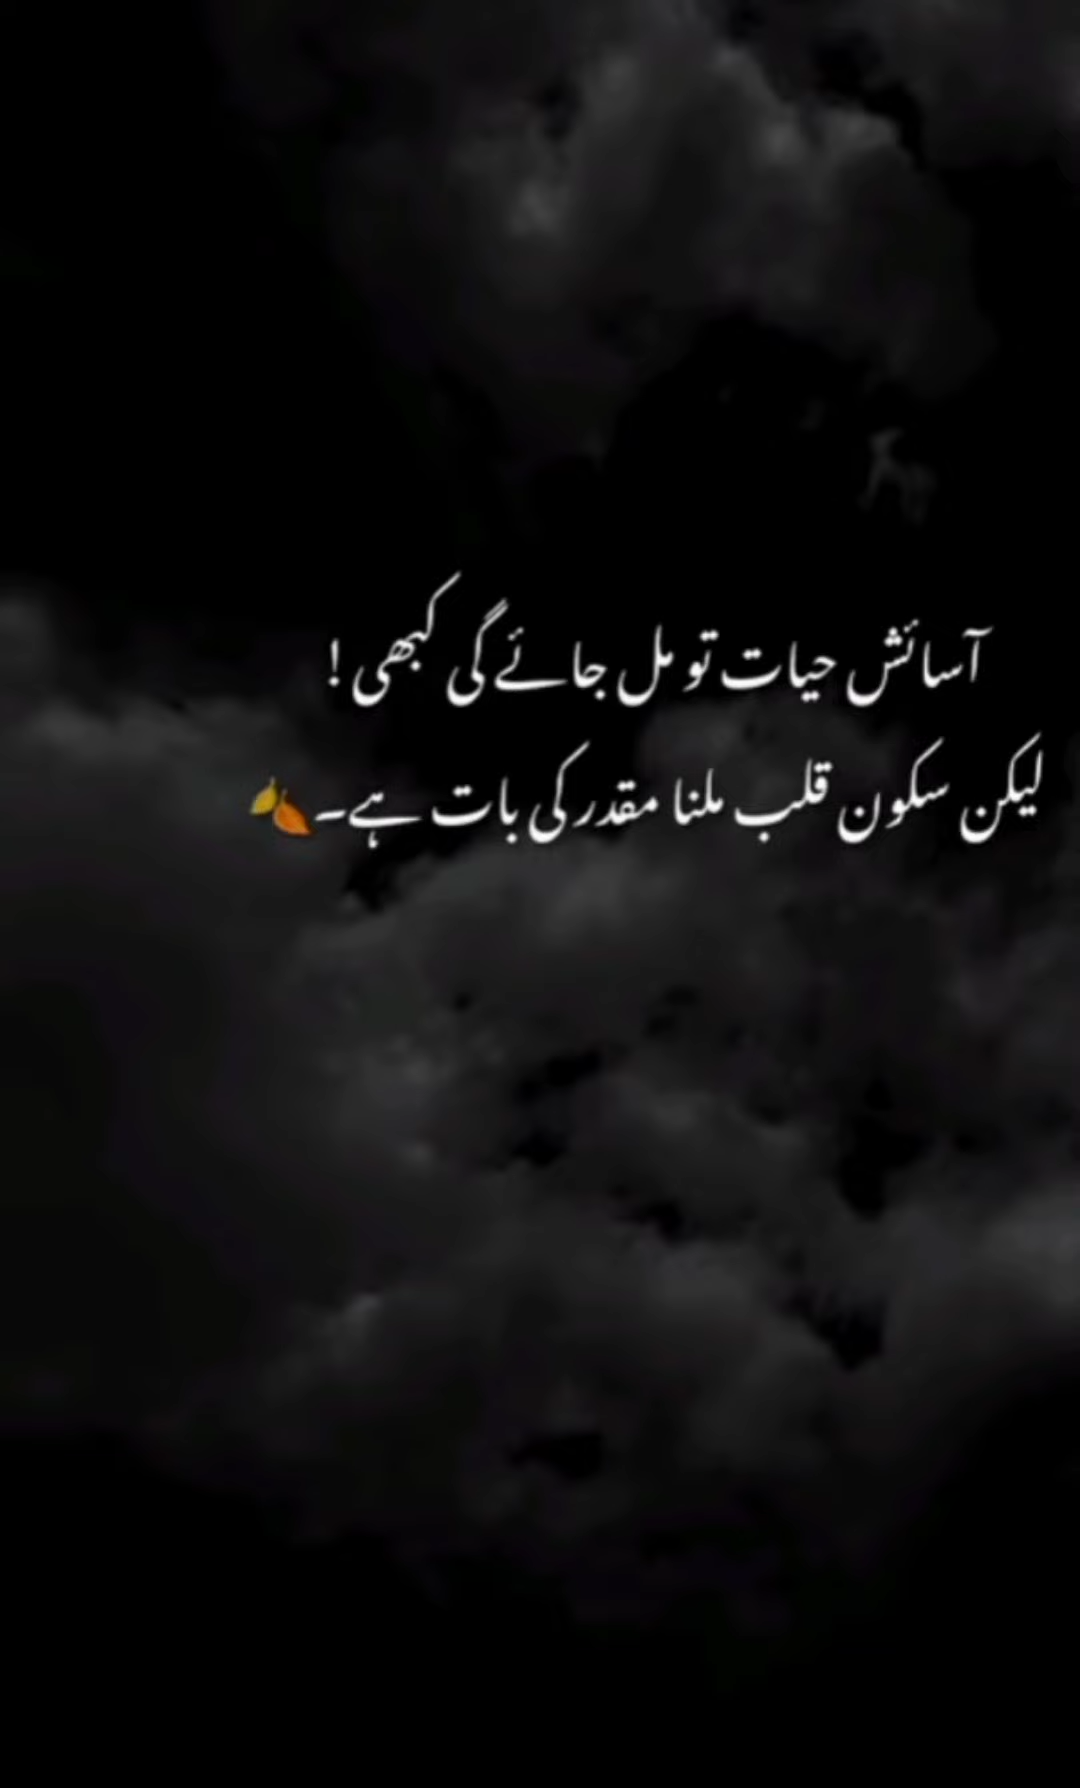 آسائش حیات تو مل جائے گی کبھی !
لیکن سکون قلب ملنا مقدر کی بات ہے۔🍂